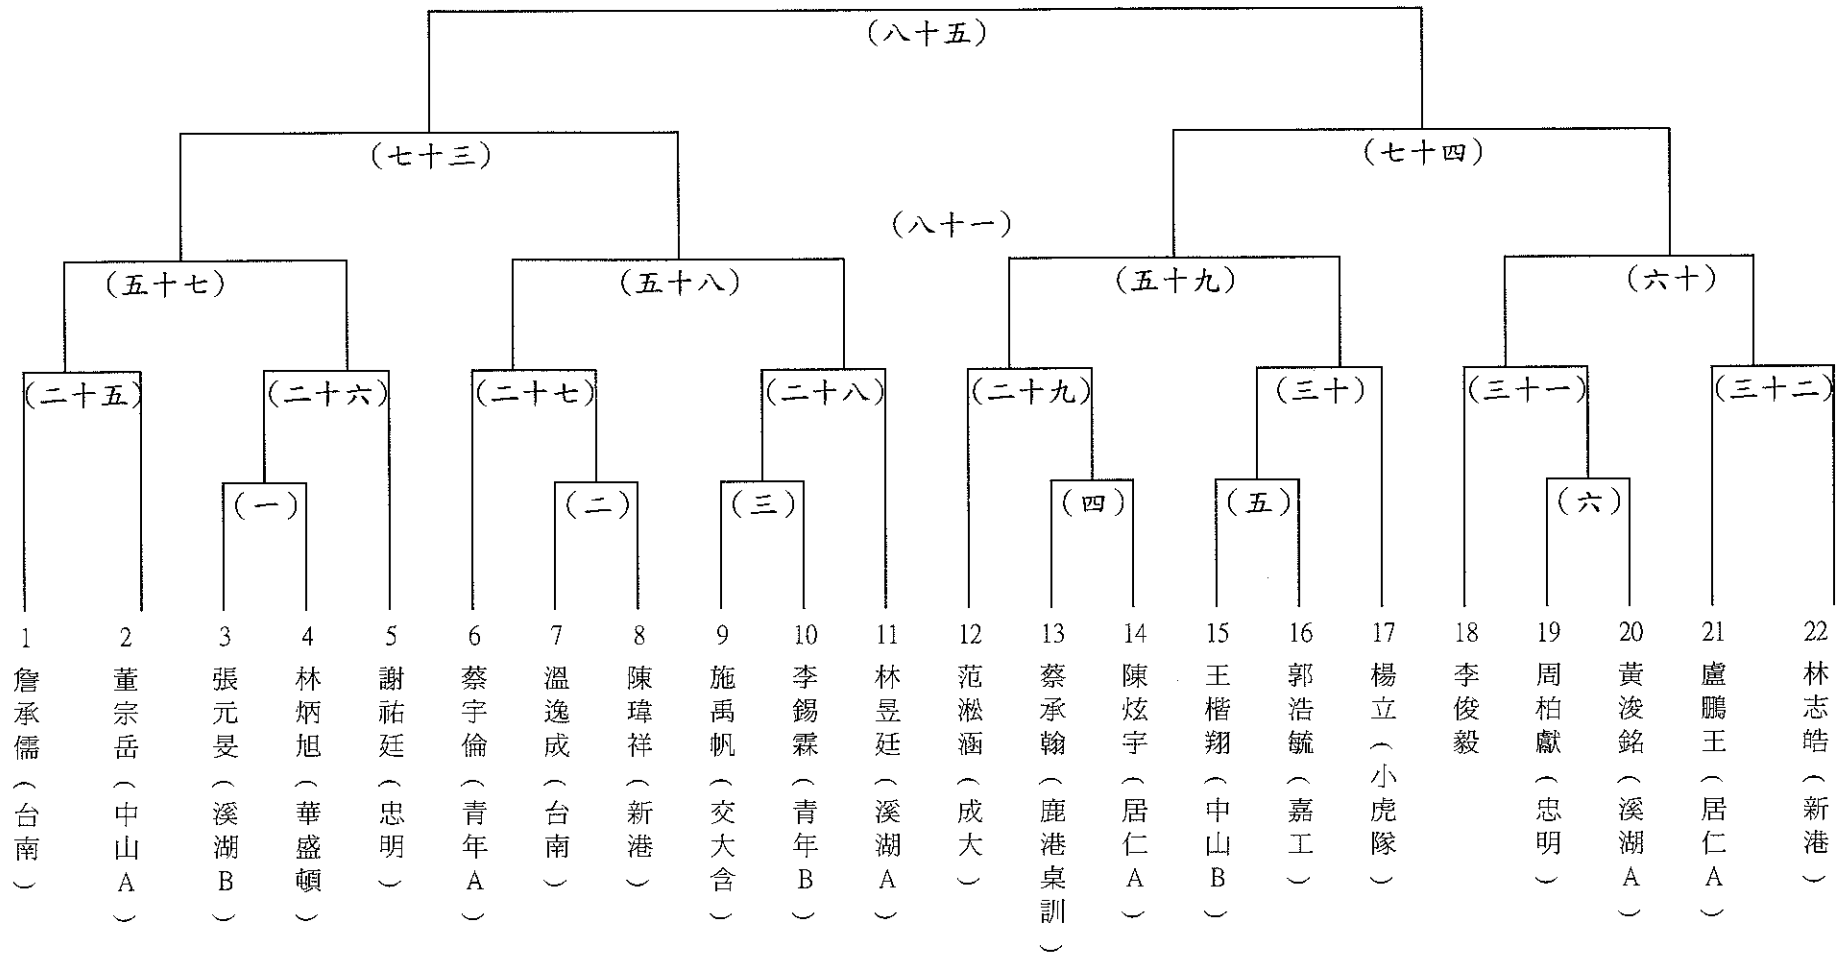 (八十五)
(七十三)
(七十四)
(八十一)
(五十七)
(五十八)
(五十九)
(六十)
(二十五)
(二十六)
(二十七)
(二十八)
(二十九)
(三十)
(三十一)
(三十二)
(一)
(二)
(三)
(四)
(五)
(六)
1 詹承儒(台南)
2 董宗岳(中山A)
3 張元旻(溪湖B)
4 林炳旭(華盛頓)
5 謝祐廷(忠明)
6 蔡宇倫(青年A)
7 溫逸成(台南)
8 陳瑋祥(新港)
9 施禹帆(交大含)
10 李錫霖(青年B)
11 林昱廷(溪湖A)
12 范淞涵(成大)
13 蔡承翰(鹿港桌訓)
14 陳炫宇(居仁A)
15 王楷翔(中山B)
16 郭浩毓(嘉工)
17 楊立(小虎隊)
18 李俊毅
19 周柏獻(忠明)
20 黃浚銘(溪湖A)
21 盧鵬王(居仁A)
22 林志皓(新港)